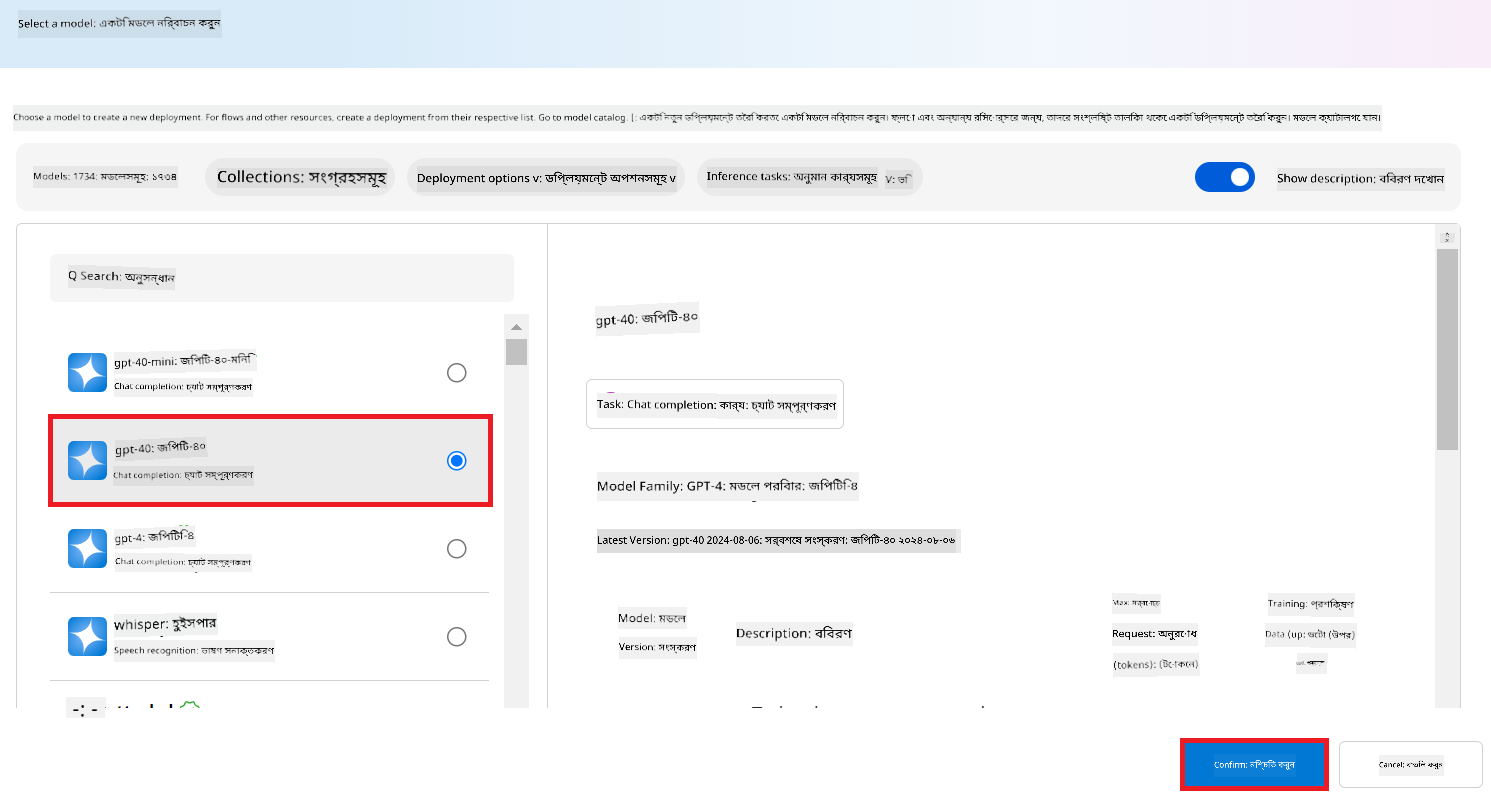 Select a model: একটি মডেল নির্বাচন করুন
Choose a model to create a new deployment. For flows and other resources, create a deployment from their respective list. Go to model catalog. [: একটি নতুন ডিপ্লয়মেন্ট তৈরি করতে একটি মডেল নির্বাচন করুন। ফ্লো এবং অন্যান্য রিসোর্সের জন্য, তাদের সংশ্লিষ্ট তালিকা থেকে একটি ডিপ্লয়মেন্ট তৈরি করুন। মডেল ক্যাটালগে যান।
Models: 1734: মডেলসমূহ: ১৭৩৪
Collections: সংগ্রহসমূহ
Deployment options v: ডিপ্লয়মেন্ট অপশনসমূহ v
Inference tasks: অনুমান কার্যসমূহ
V: ভি
Show description: বিবরণ দেখান
Q Search: অনুসন্ধান
gpt-40-mini: জিপিটি-৪০-মিনি
Chat completion: চ্যাট সম্পূর্ণকরণ
gpt-40: জিপিটি-৪০
Chat completion: চ্যাট সম্পূর্ণকরণ
gpt-4: জিপিটি-৪
Chat completion: চ্যাট সম্পূর্ণকরণ
whisper: হুইসপার
Speech recognition: ভাষণ সনাক্তকরণ
gpt-40: জিপিটি-৪০
Task: Chat completion: কার্য: চ্যাট সম্পূর্ণকরণ
Model Family: GPT-4: মডেল পরিবার: জিপিটি-৪
Latest Version: gpt-40 2024-08-06: সর্বশেষ সংস্করণ: জিপিটি-৪০ ২০২৪-০৮-০৬
Model: মডেল
Version: সংস্করণ
Description: বিবরণ
Max: সর্বোচ্চ
Request: অনুরোধ
(tokens): (টোকেন)
Training: প্রশিক্ষণ
Data (up: ডেটা (উপর)
Confirm: নিশ্চিত করুন
Cancel: বাতিল করুন